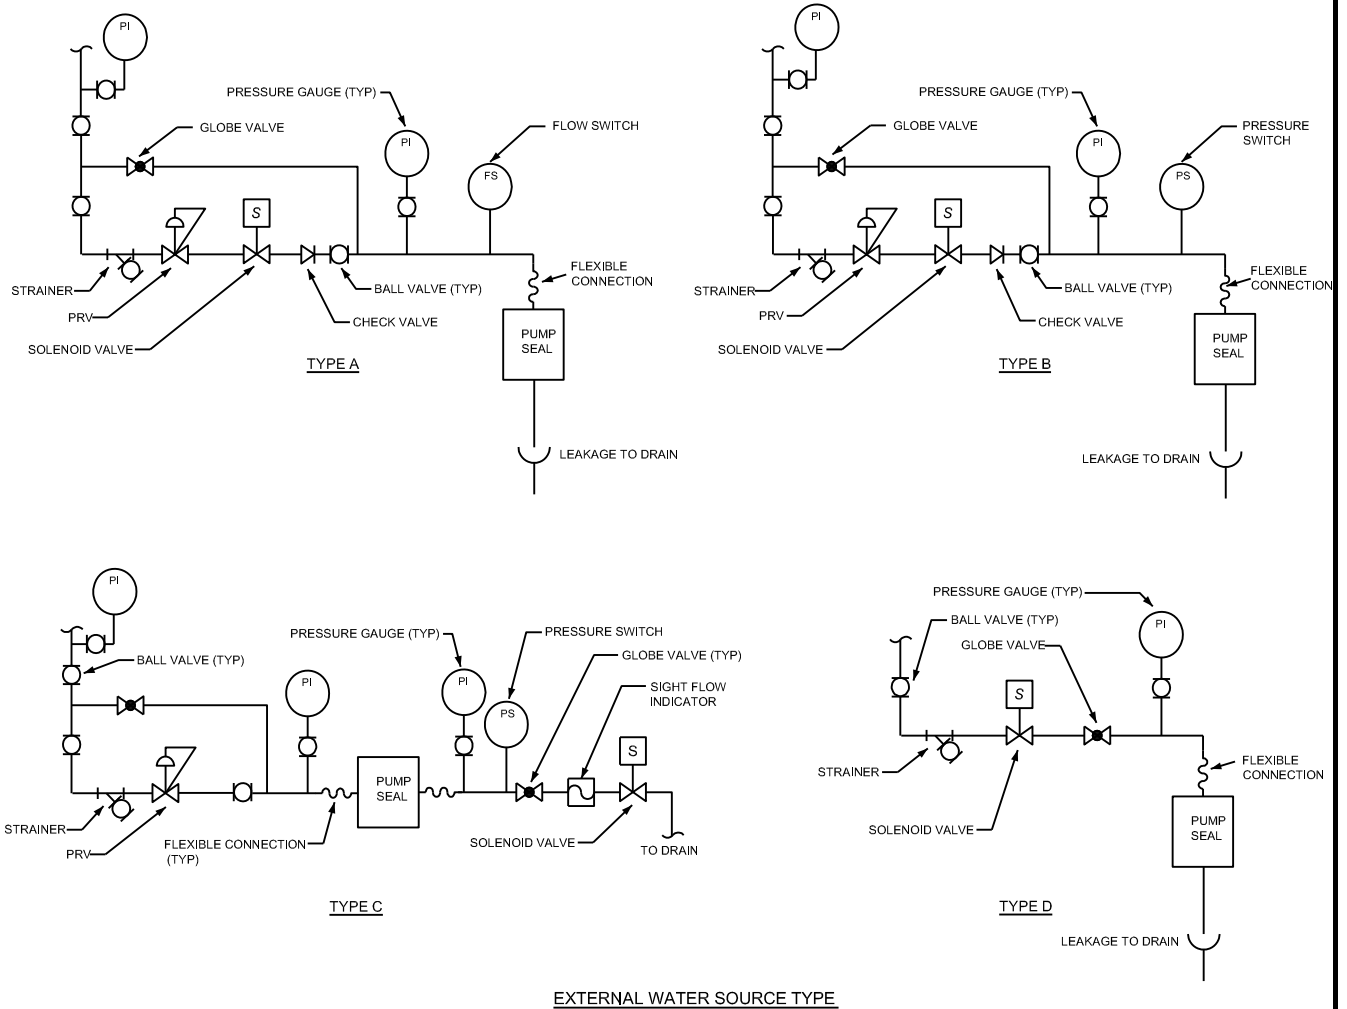 PI
PRESSURE GAUGE (TYP)
GLOBE VALVE
FLOW SWITCH
PI
FS
S
STRAINER
PRV
SOLENOID VALVE
BALL VALVE (TYP)
CHECK VALVE
FLEXIBLE
CONNECTION
PUMP
SEAL
TYPE A
LEAKAGE TO DRAIN
PI
PRESSURE GAUGE (TYP)
GLOBE VALVE
PRESSURE
SWITCH
PI
PS
S
STRAINER
PRV
SOLENOID VALVE
BALL VALVE (TYP)
CHECK VALVE
FLEXIBLE
CONNECTION
PUMP
SEAL
TYPE B
LEAKAGE TO DRAIN
PI
BALL VALVE (TYP)
PRESSURE GAUGE (TYP)
PRESSURE SWITCH
GLOBE VALVE (TYP)
SIGHT FLOW
INDICATOR
PI
PI
PS
S
PUMP
SEAL
STRAINER
PRV
FLEXIBLE CONNECTION
(TYP)
SOLENOID VALVE
TO DRAIN
TYPE C
PRESSURE GAUGE (TYP)
BALL VALVE (TYP)
GLOBE VALVE
PI
S
STRAINER
SOLENOID VALVE
FLEXIBLE
CONNECTION
PUMP
SEAL
TYPE D
LEAKAGE TO DRAIN
EXTERNAL WATER SOURCE TYPE